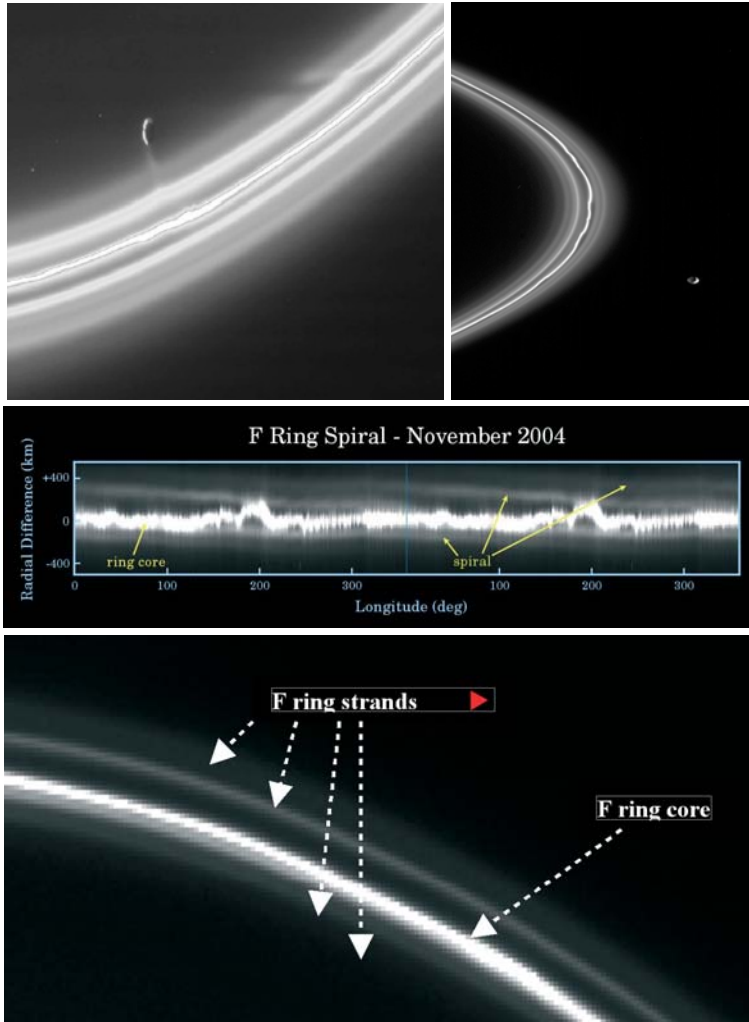 F Ring Spiral - November 2004
Radial Difference (km)
+400
0
-400
ring core
spiral
0 100 200 300 100 200 300
Longitude (deg)
F ring strands
F ring core